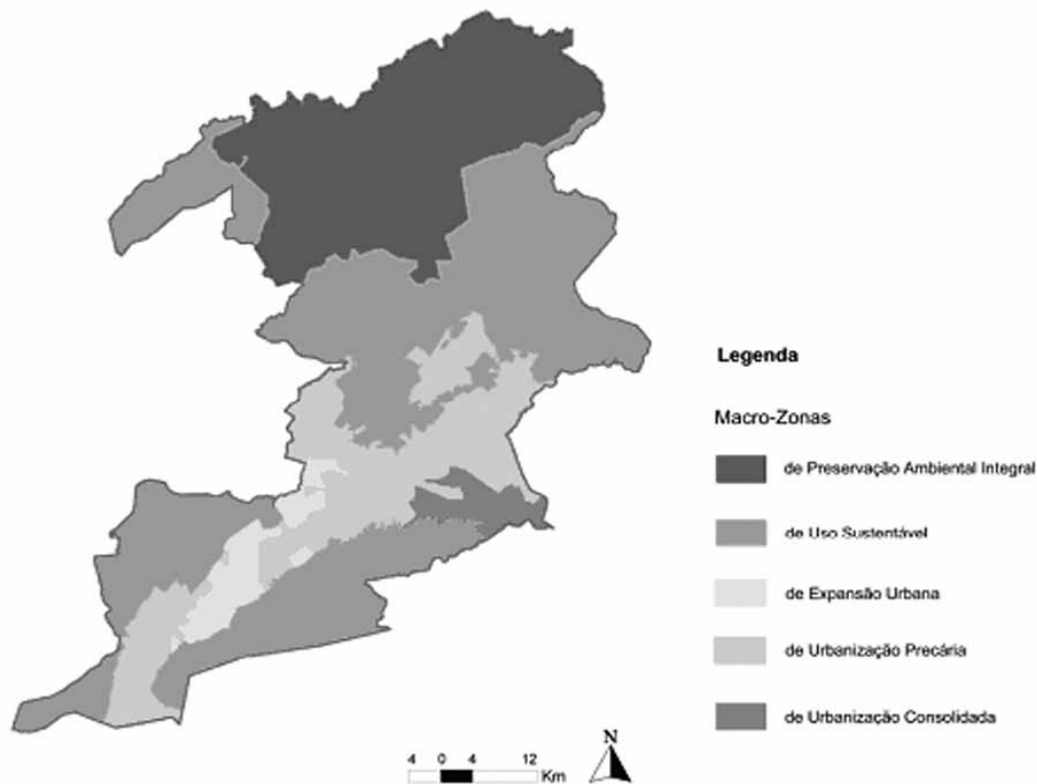 Legenda
Macro-Zonas
de Preservação Ambiental Integral
de Uso Sustentável
de Expansão Urbana
de Urbanização Precária
de Urbanização Consolidada
N
4 0 4 12
Km